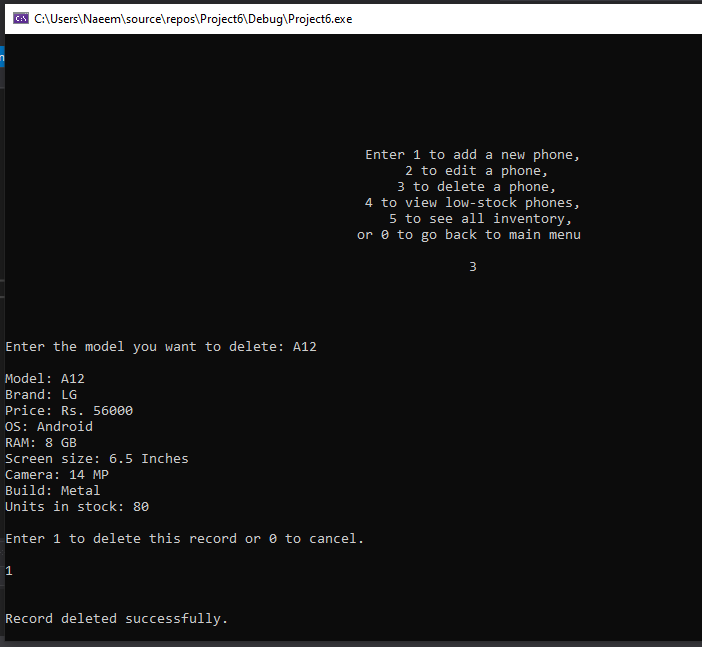 C:\Users\Naeem\source\repos\Project6\Debug\Project6.exe
Enter 1 to add a new phone,
2 to edit a phone,
3 to delete a phone,
4 to view low-stock phones,
5 to see all inventory,
or 0 to go back to main menu
3
Enter the model you want to delete: A12
Model: A12
Brand: LG
Price: Rs. 56000
OS: Android
RAM: 8 GB
Screen size: 6.5 Inches
Camera: 14 MP
Build: Metal
Units in stock: 80
Enter 1 to delete this record or 0 to cancel.
1
Record deleted successfully.